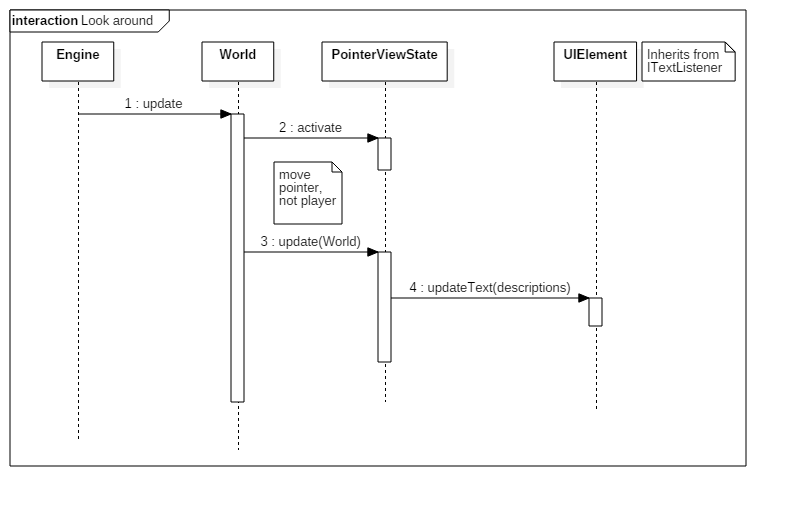 interaction Look around
Engine
World
PointerViewState
UIElement
Inherits from
ITextListener
1 : update
2 : activate
move
pointer,
not player
3 : update(World)
4 : updateText(descriptions)